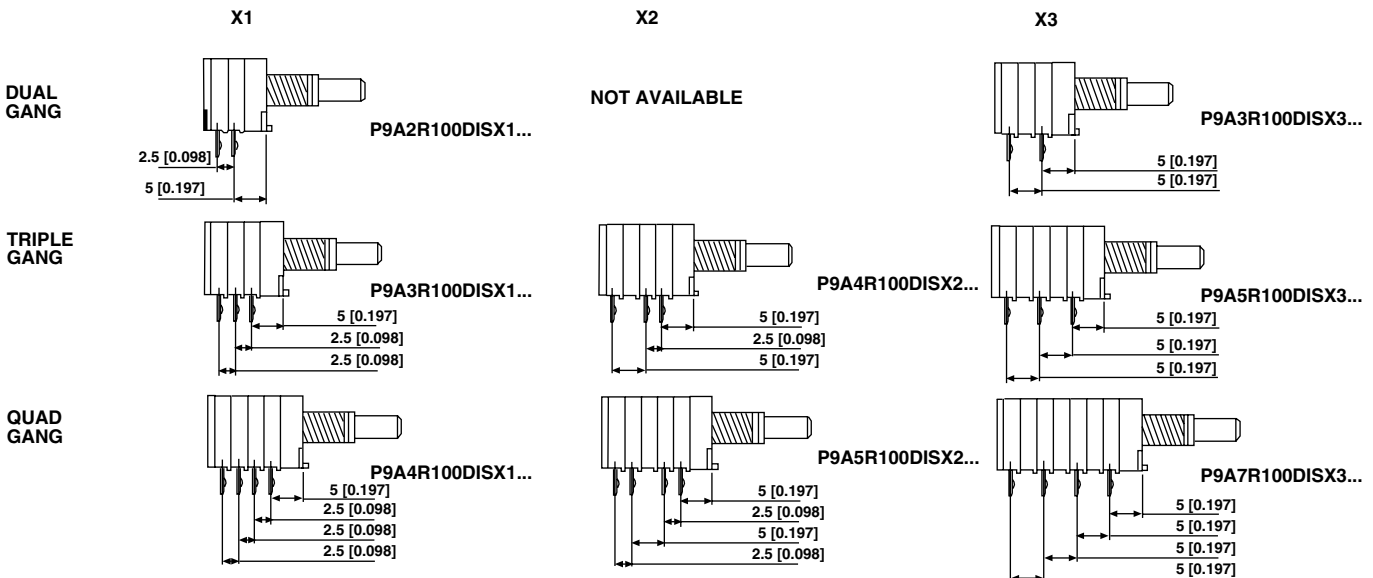 X1 X2 X3
DUAL
GANG
NOT AVAILABLE
P9A2R100DISX1...
P9A3R100DISX3...
2.5 [0.098]
5 [0.197]
5 [0.197]
5 [0.197]
TRIPLE
GANG
P9A3R100DISX1...
P9A4R100DISX2...
P9A5R100DISX3...
5 [0.197]
2.5 [0.098]
2.5 [0.098]
5 [0.197]
2.5 [0.098]
5 [0.197]
5 [0.197]
5 [0.197]
5 [0.197]
QUAD
GANG
P9A4R100DISX1...
P9A5R100DISX2...
P9A7R100DISX3...
5 [0.197]
2.5 [0.098]
2.5 [0.098]
2.5 [0.098]
5 [0.197]
2.5 [0.098]
5 [0.197]
2.5 [0.098]
5 [0.197]
5 [0.197]
5 [0.197]
5 [0.197]